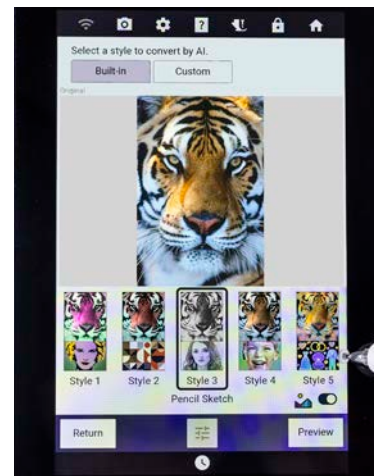 Select a style to convert by AI.
Built-in Custom
Original
Style 1 Style 2 Style 3 Style 4 Style 5
Pencil Sketch
Return Preview